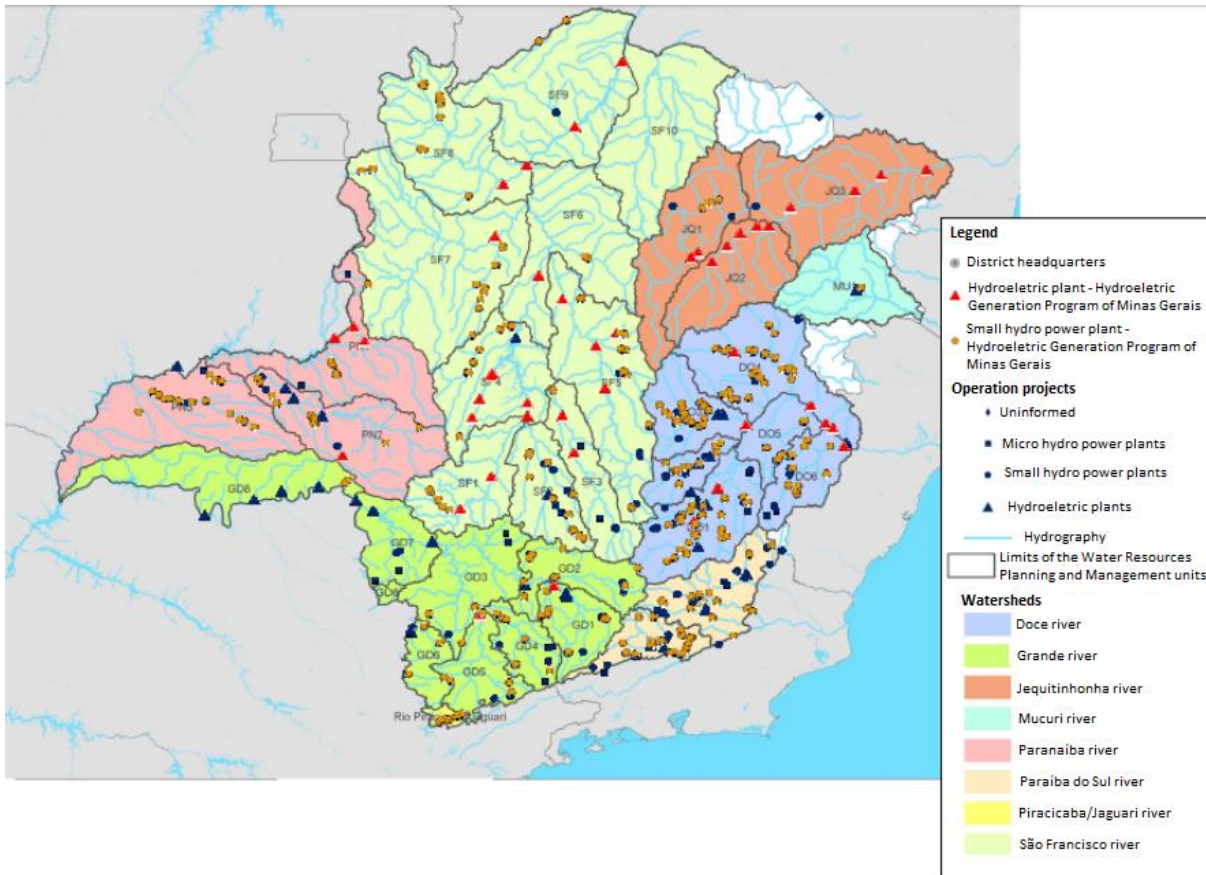 SF9
SF10
SF8
JQ3
SF6
JQ1
SF7
JQ2
MU1
SF4
SF5
PN3
PN2
DO5
DO6
GD8
SF1
SF3
GD7
GD3
GD2
GD1
GD6
GD4
GD5
Legend
District headquarters
Hydroeletric plant - Hydroeletric
Generation Program of Minas Gerais
Small hydro power plant -
Hydroeletric Generation Program of
Minas Gerais
Operation projects
Uninformed
Micro hydro power plants
Small hydro power plants
Hydroeletric plants
Hydrography
Limits of the Water Resources
Planning and Management units
Watersheds
Doce river
Grande river
Jequitinhonha river
Mucuri river
Paranaíba river
Paraíba do Sul river
Piracicaba/Jaguari river
São Francisco river